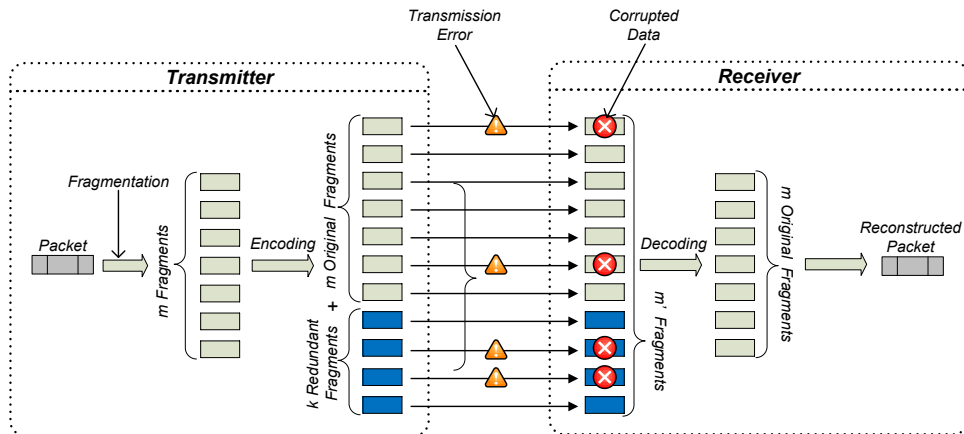 Transmission
Error
Corrupted
Data
Transmitter
Receiver
Fragmentation
Packet
m Fragments
Encoding
m Original Fragments
+
k Redundant
Fragments
m' Fragments
Decoding
m Original Fragments
Reconstructed
Packet